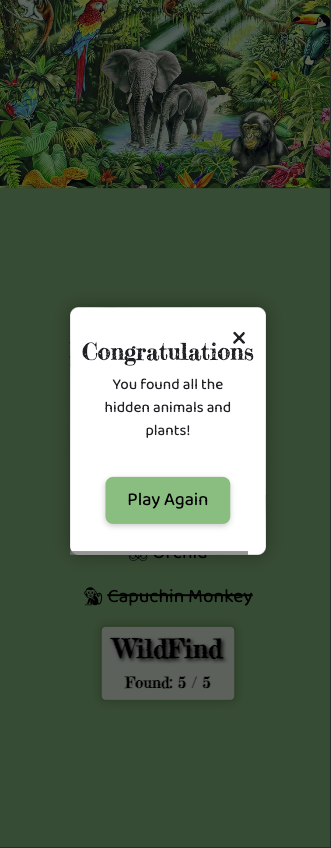 Congratulations
You found all the
hidden animals and
plants!
Play Again
Orchid
Capuchin Monkey
WildFind
Found: 5 / 5